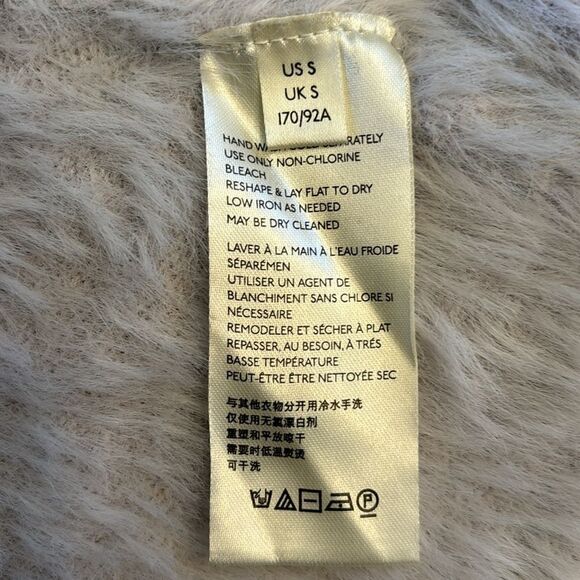 US S
UK S
170/92A
HAND SEPARATELY
USE ONLY NON-CHLORINE
BLEACH
RESHAPE & LAY FLAT TO DRY
LOW IRON AS NEEDED
MAY BE DRY CLEANED
LAVER À LA MAIN À L'EAU FROIDE
SÉPARÉMEN
UTILISER UN AGENT DE
BLANCHIMENT SANS CHLORE SI
NÉCESSAIRE
REMODELER ET SÉCHER À PLAT
REPASSER, AU BESOIN, À TRÉS
BASSE TEMPÉRATURE
PEUT-ÊTRE ÊTRE NETTOYÉE SEC
与其他衣物分开用冷水手洗
仅使用无氯漂白剂
重塑和平放晾干
需要时低温熨烫
可干洗
P